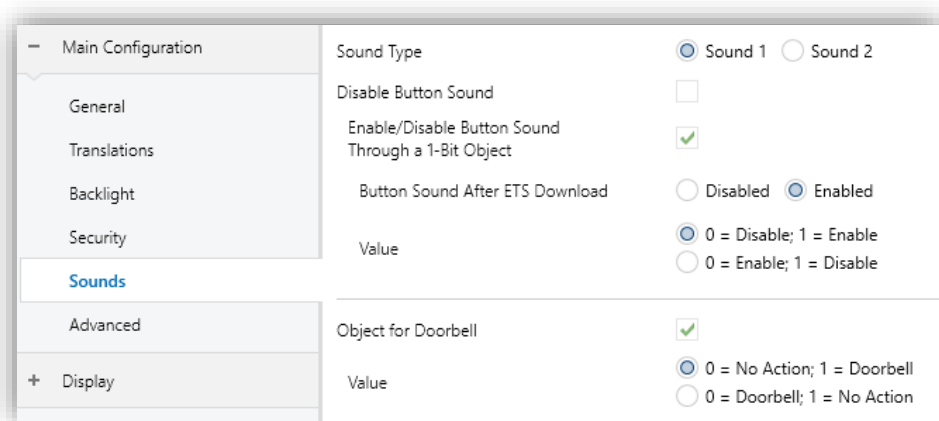 − Main Configuration
General
Translations
Backlight
Security
Sounds
Advanced
+ Display
Sound Type Sound 1 Sound 2
Disable Button Sound
Enable/Disable Button Sound
Through a 1-Bit Object
Button Sound After ETS Download Disabled Enabled
Value 0 = Disable; 1 = Enable
0 = Enable; 1 = Disable
Object for Doorbell
Value 0 = No Action; 1 = Doorbell
0 = Doorbell; 1 = No Action